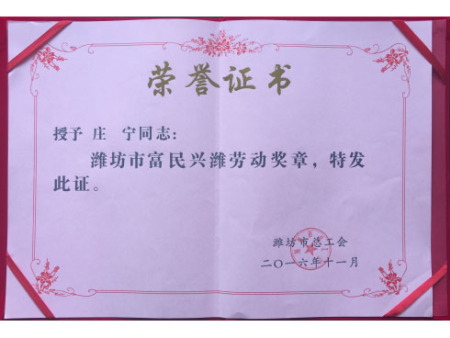 荣誉证书
授予 庄 宁同志：
潍坊市富民兴潍劳动奖章，特发
此证。
潍坊市总工会
二〇一六年十一月